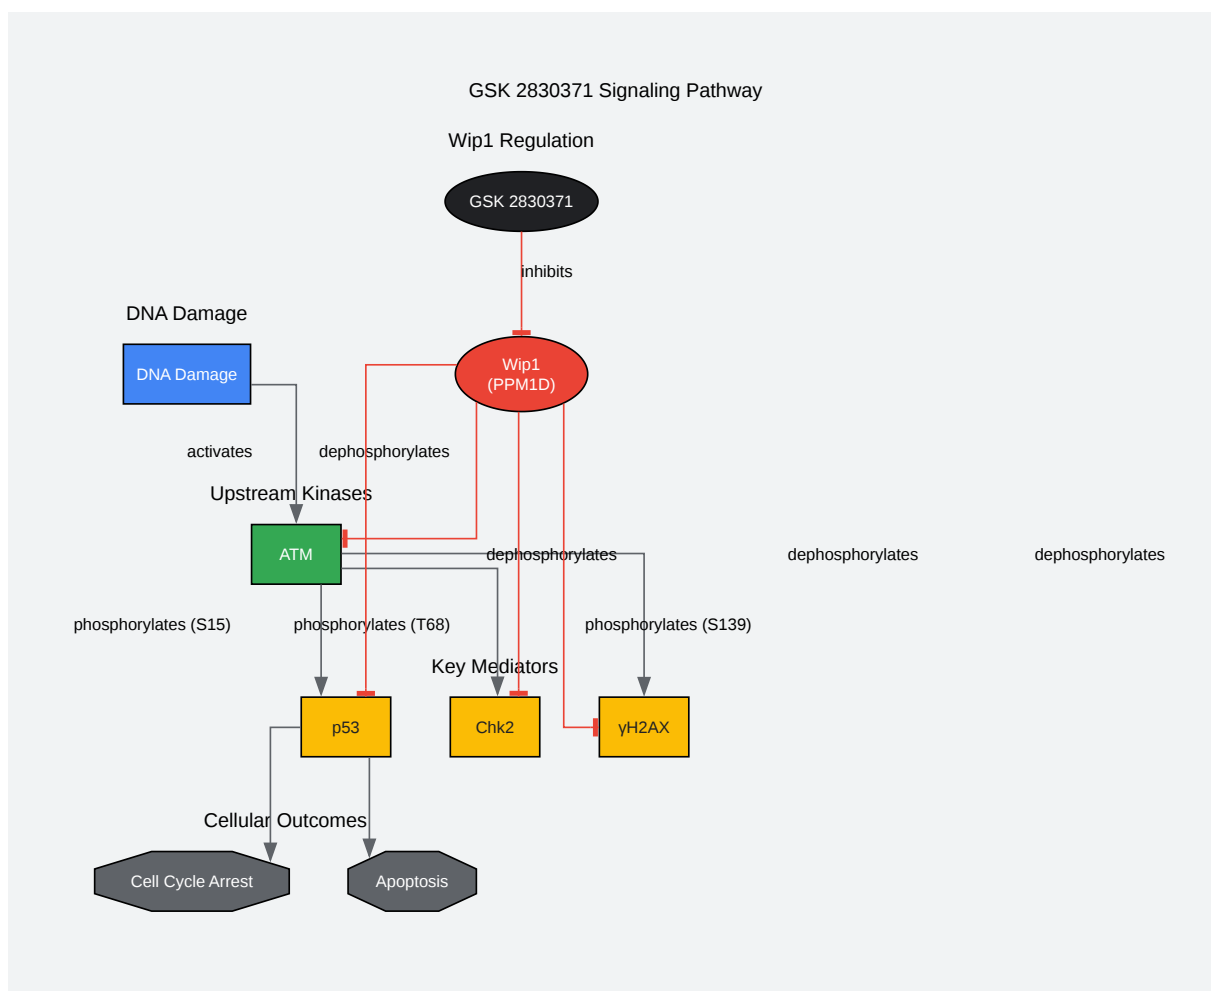 GSK 2830371 Signaling Pathway
Wip1 Regulation
GSK 2830371
inhibits
DNA Damage
DNA Damage
Wip1
(PPM1D)
activates
dephosphorylates
Upstream Kinases
ATM
dephosphorylates
dephosphorylates
dephosphorylates
phosphorylates (S15)
phosphorylates (T68)
phosphorylates (S139)
Key Mediators
p53
Chk2
γH2AX
Cellular Outcomes
Cell Cycle Arrest
Apoptosis